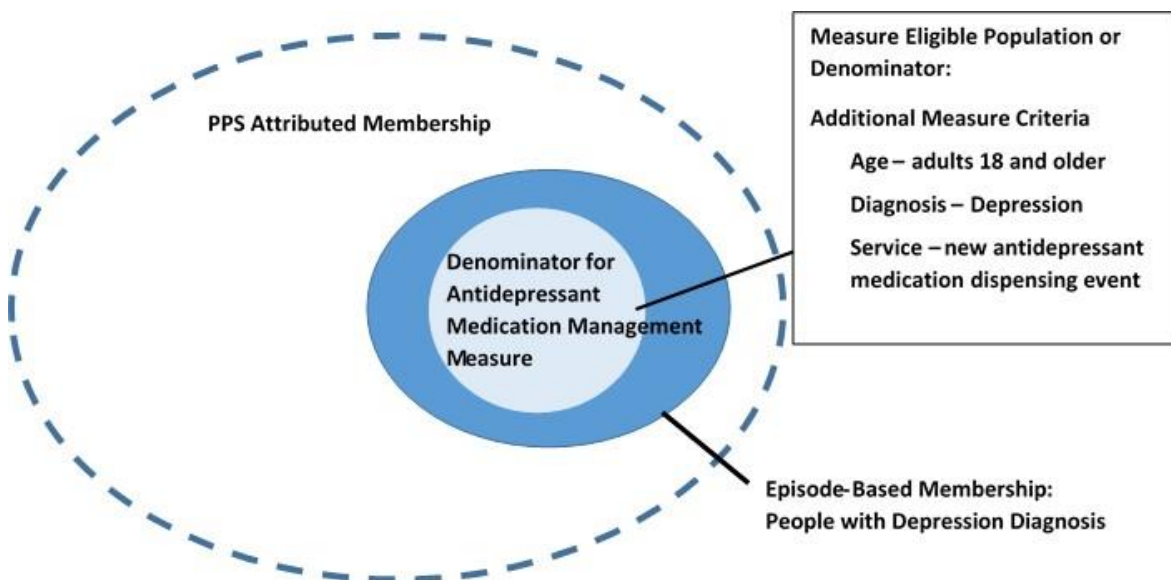 PPS Attributed Membership
Denominator for
Antidepressant
Medication Management
Measure
Measure Eligible Population or
Denominator:
Additional Measure Criteria
Age – adults 18 and older
Diagnosis – Depression
Service – new antidepressant
medication dispensing event
Episode-Based Membership:
People with Depression Diagnosis